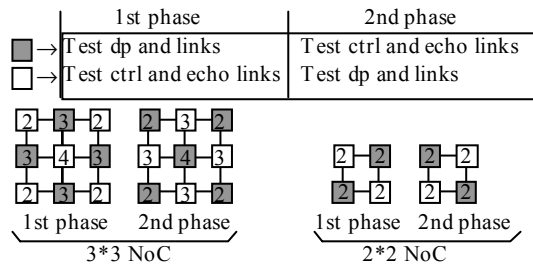 1st phase 2nd phase
→ Test dp and links Test ctrl and echo links
→ Test ctrl and echo links Test dp and links
2 3 2 2 3 2
3 4 3 3 4 3 2 2 2 2
2 3 2 2 3 2 2 2 2 2
1st phase 2nd phase 1st phase 2nd phase
3*3 NoC 2*2 NoC